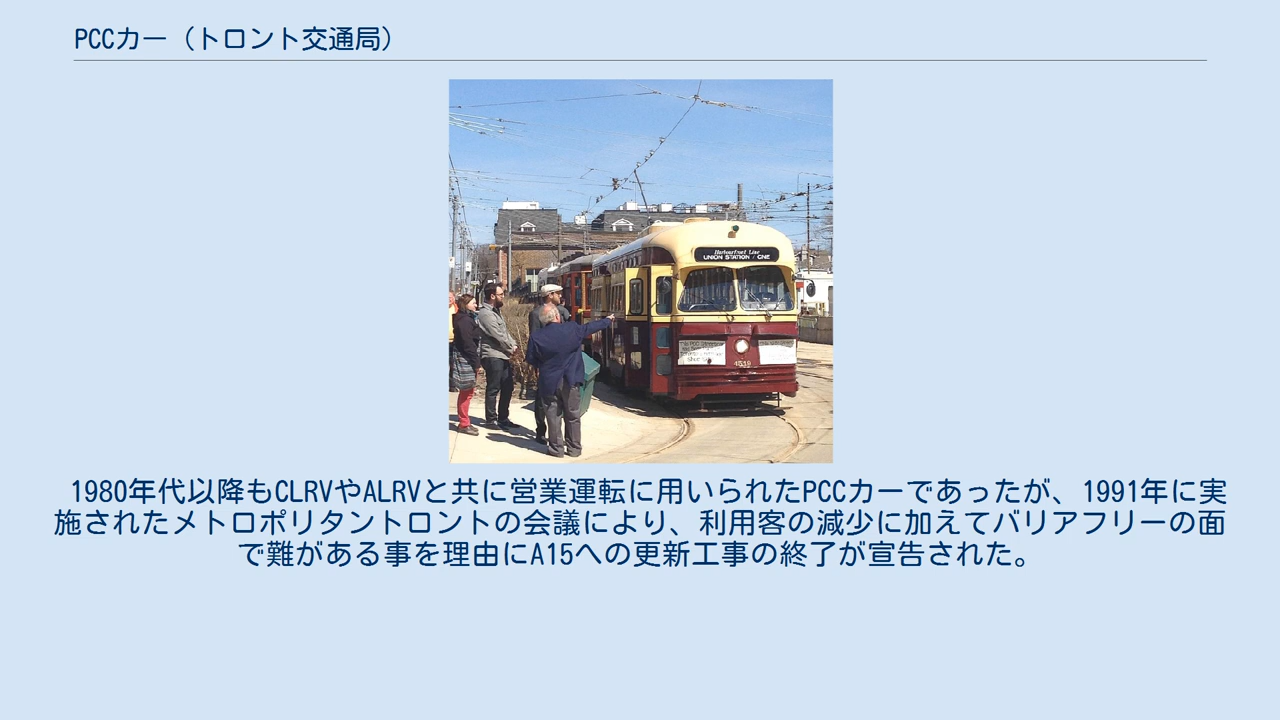 PCCカー（トロント交通局）
Harbourfront Line
UNION STATION / CNE
4549
1980年代以降もCLRVやALRVと共に営業運転に用いられたPCCカーであったが、1991年に実
施されたメトロポリタントロントの会議により、利用客の減少に加えてバリアフリーの面
で難がある事を理由にA15への更新工事の終了が宣告された。